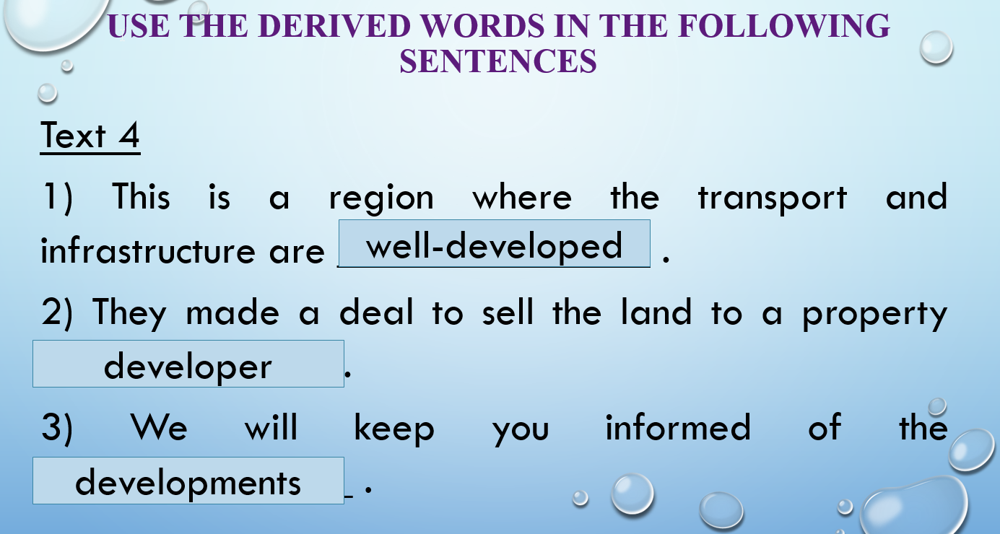 USE THE DERIVED WORDS IN THE FOLLOWING
SENTENCES
Text 4
1) This is a region where the transport and
infrastructure are well-developed .
2) They made a deal to sell the land to a property
developer.
3) We will keep you informed of the
developments_ .